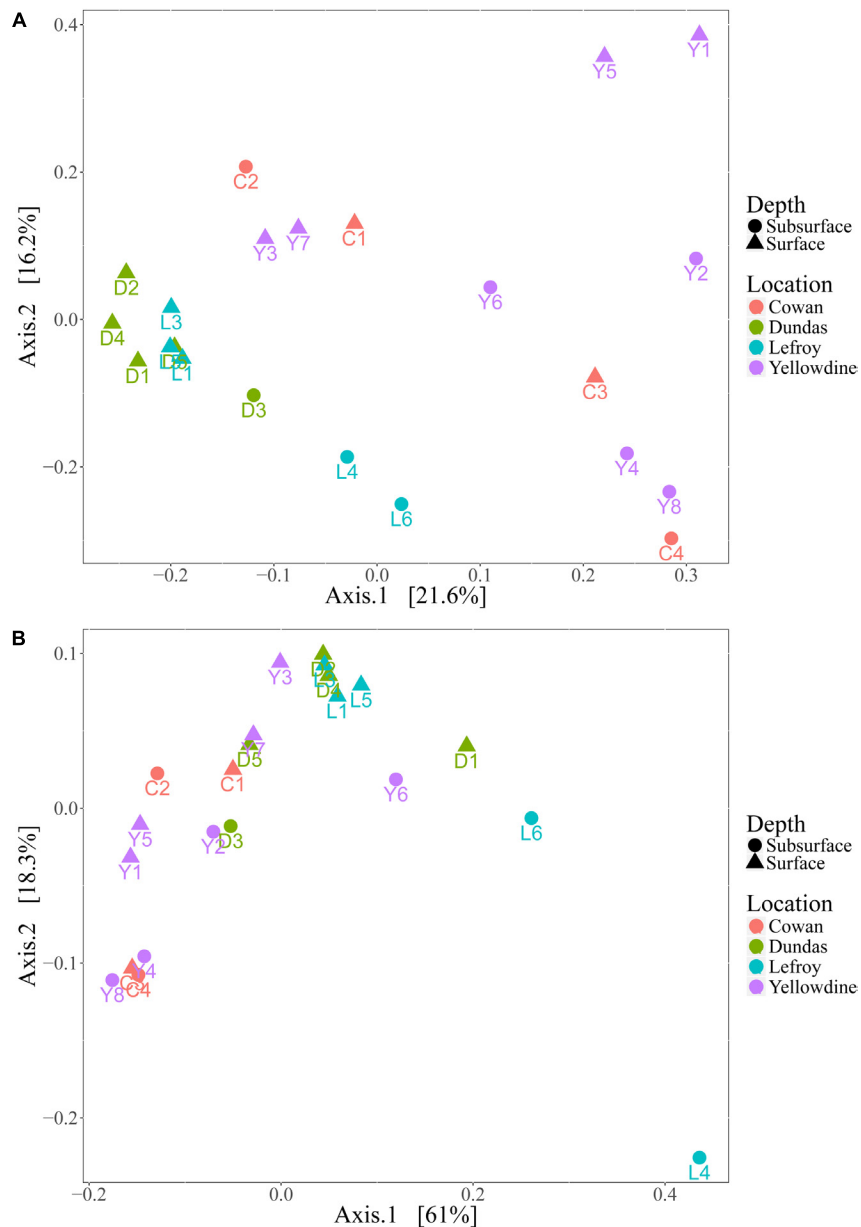 A
0.4
0.2
0.0
−0.2
Axis.2 [16.2%]
Y1
Y5
C2
Y3
Y7
C1
Y2
Y6
D2
L3
D4
D1
L1
D3
C3
L4
L6
Y4
Y8
C4
−0.2
−0.1
0.0
0.1
0.2
0.3
Axis.1 [21.6%]
Depth
Subsurface
Surface
Location
Cowan
Dundas
Lefroy
Yellowdine
B
0.1
0.0
−0.1
−0.2
Axis.2 [18.3%]
Y3
D4
L5
L1
Y7
D5
D1
C2
C1
Y6
Y5
Y2
D3
L6
Y1
Y4
Y8
C4
L4
−0.2
0.0
0.2
0.4
Axis.1 [61%]
Depth
Subsurface
Surface
Location
Cowan
Dundas
Lefroy
Yellowdine